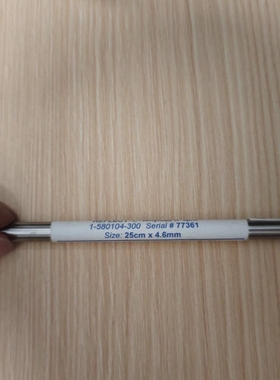 1-580104-300 Serial # 77361
Size: 25cm x 4.6mm